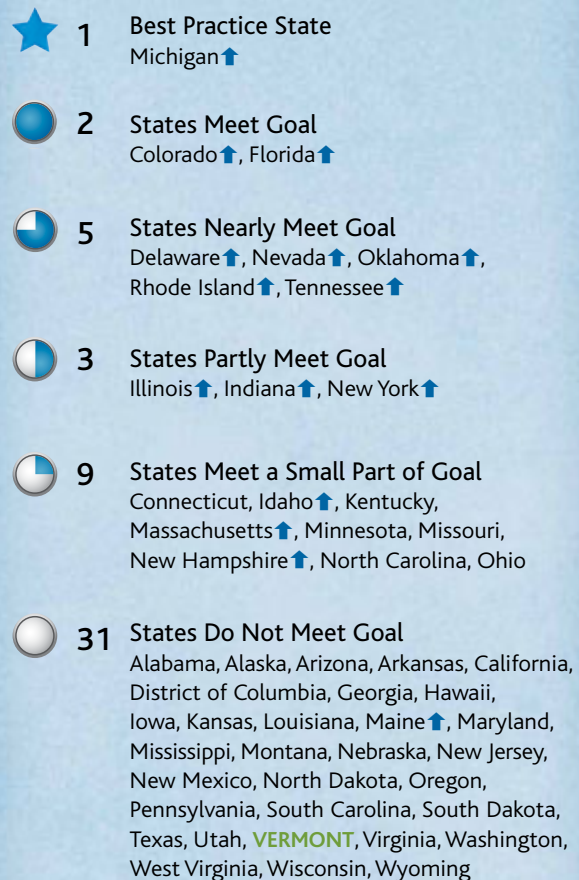 1 Best Practice State
Michigan⬆
2 States Meet Goal
Colorado⬆, Florida⬆
5 States Nearly Meet Goal
Delaware⬆, Nevada⬆, Oklahoma⬆,
Rhode Island⬆, Tennessee⬆
3 States Partly Meet Goal
Illinois⬆, Indiana⬆, New York⬆
9 States Meet a Small Part of Goal
Connecticut, Idaho⬆, Kentucky,
Massachusetts⬆, Minnesota, Missouri,
New Hampshire⬆, North Carolina, Ohio
31 States Do Not Meet Goal
Alabama, Alaska, Arizona, Arkansas, California,
District of Columbia, Georgia, Hawaii,
Iowa, Kansas, Louisiana, Maine⬆, Maryland,
Mississippi, Montana, Nebraska, New Jersey,
New Mexico, North Dakota, Oregon,
Pennsylvania, South Carolina, South Dakota,
Texas, Utah, VERMONT, Virginia, Washington,
West Virginia, Wisconsin, Wyoming